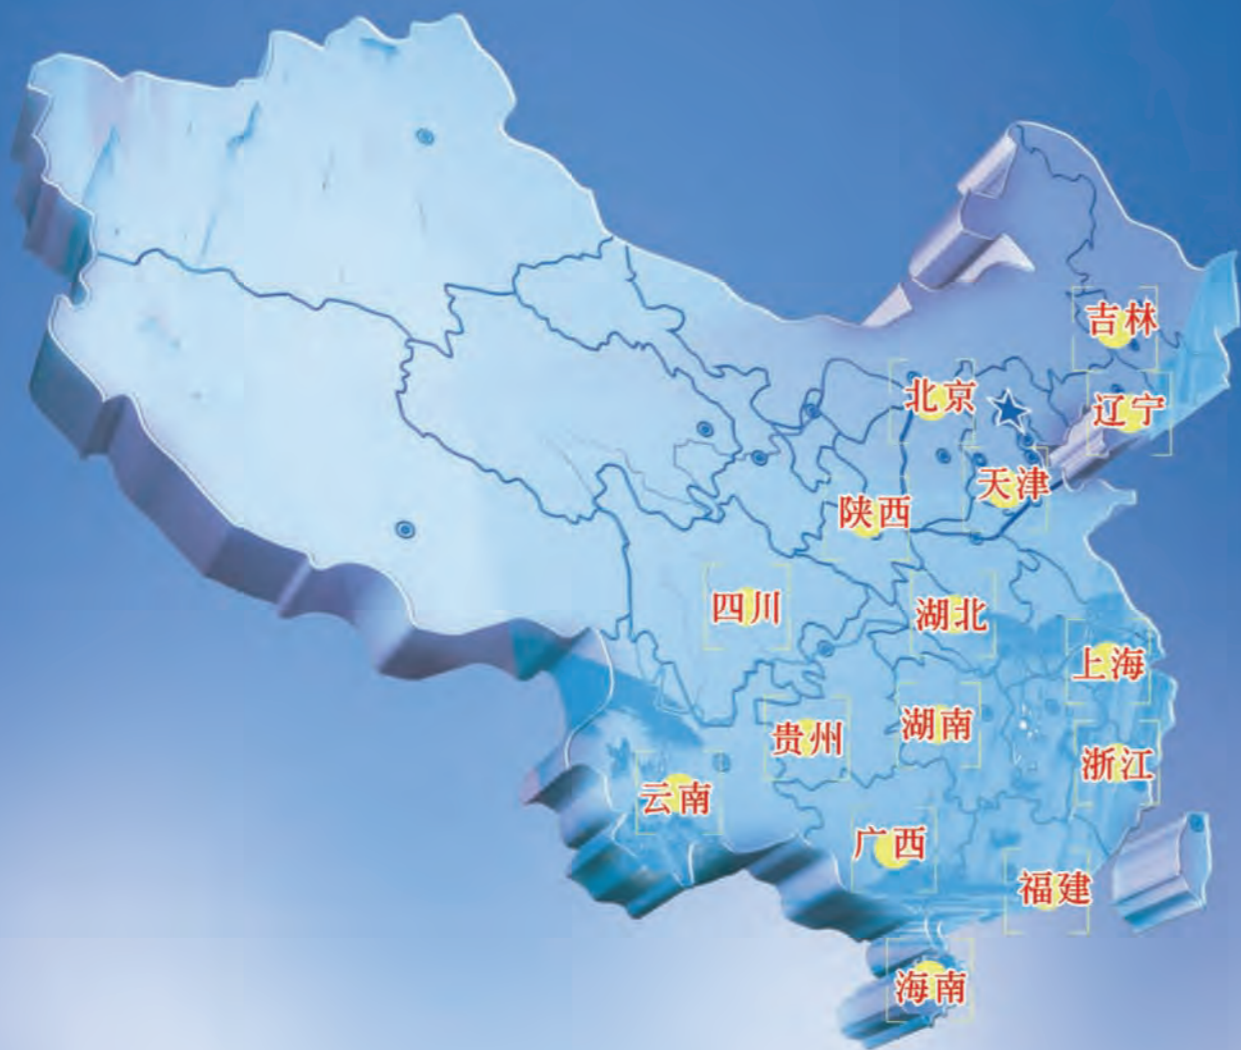 吉林
北京
辽宁
天津
陕西
四川
湖北
上海
贵州
湖南
浙江
云南
广西
福建
海南